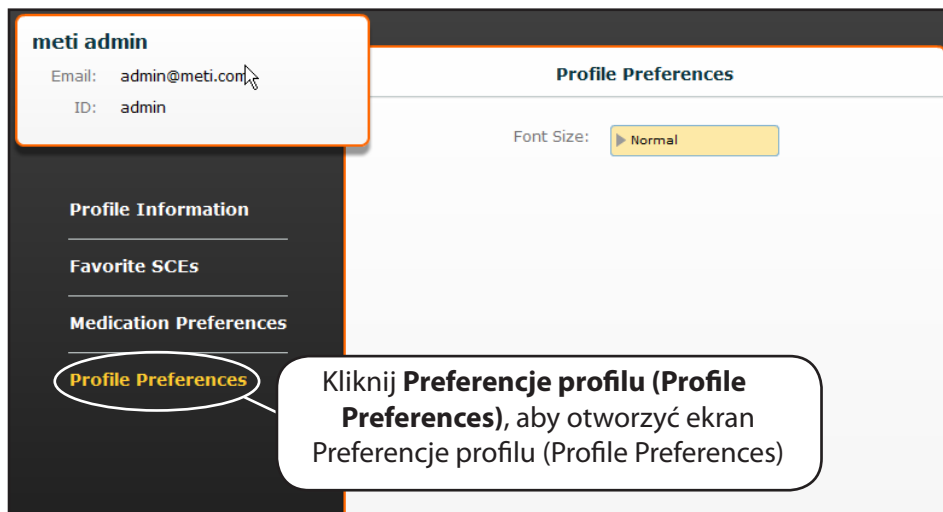 meti admin
Email: admin@meti.com
ID: admin
Profile Preferences
Font Size: Normal
Profile Information
Favorite SCEs
Medication Preferences
Profile Preferences
Kliknij Preferencje profilu (Profile
Preferences), aby otworzyć ekran
Preferencje profilu (Profile Preferences)